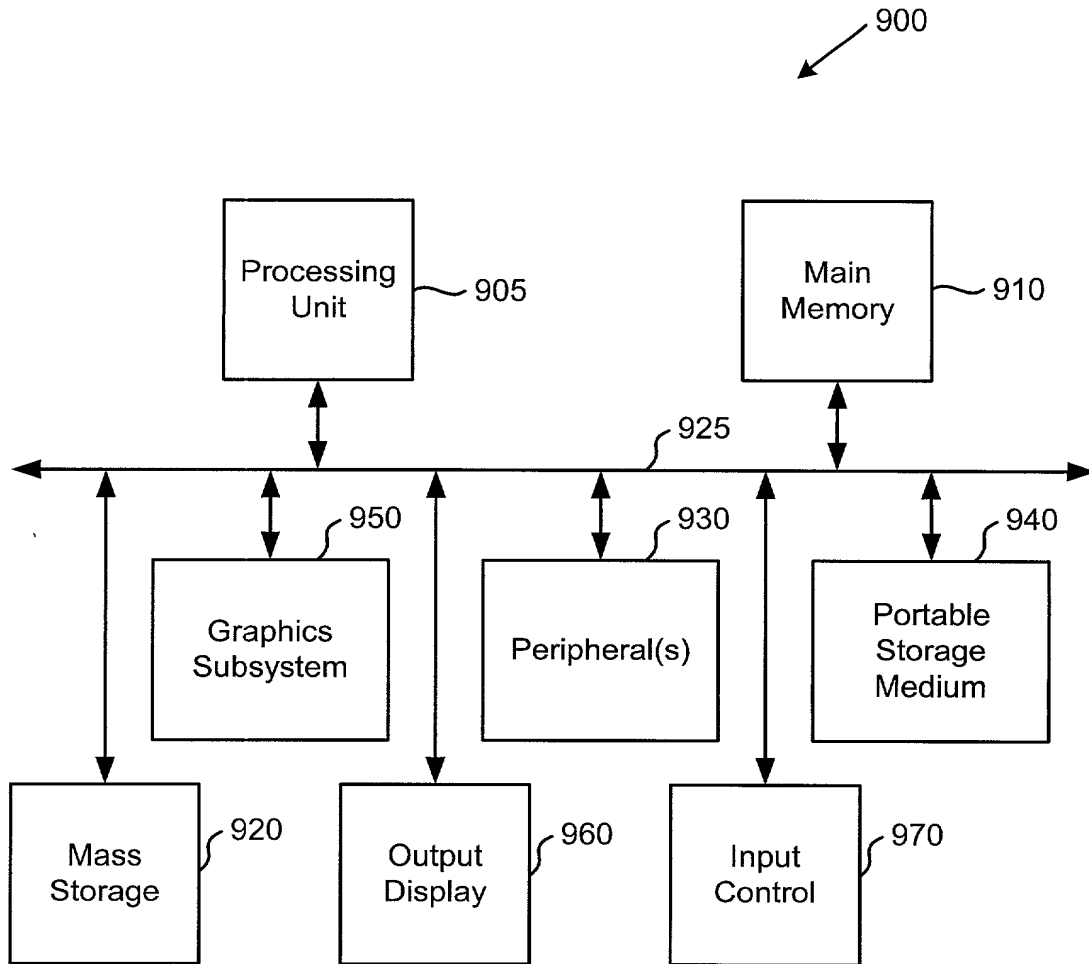 900
Processing
Unit
905
Main
Memory
910
925
950
930
940
Graphics
Subsystem
Peripheral(s)
Portable
Storage
Medium
920
960
970
Mass
Storage
Output
Display
Input
Control